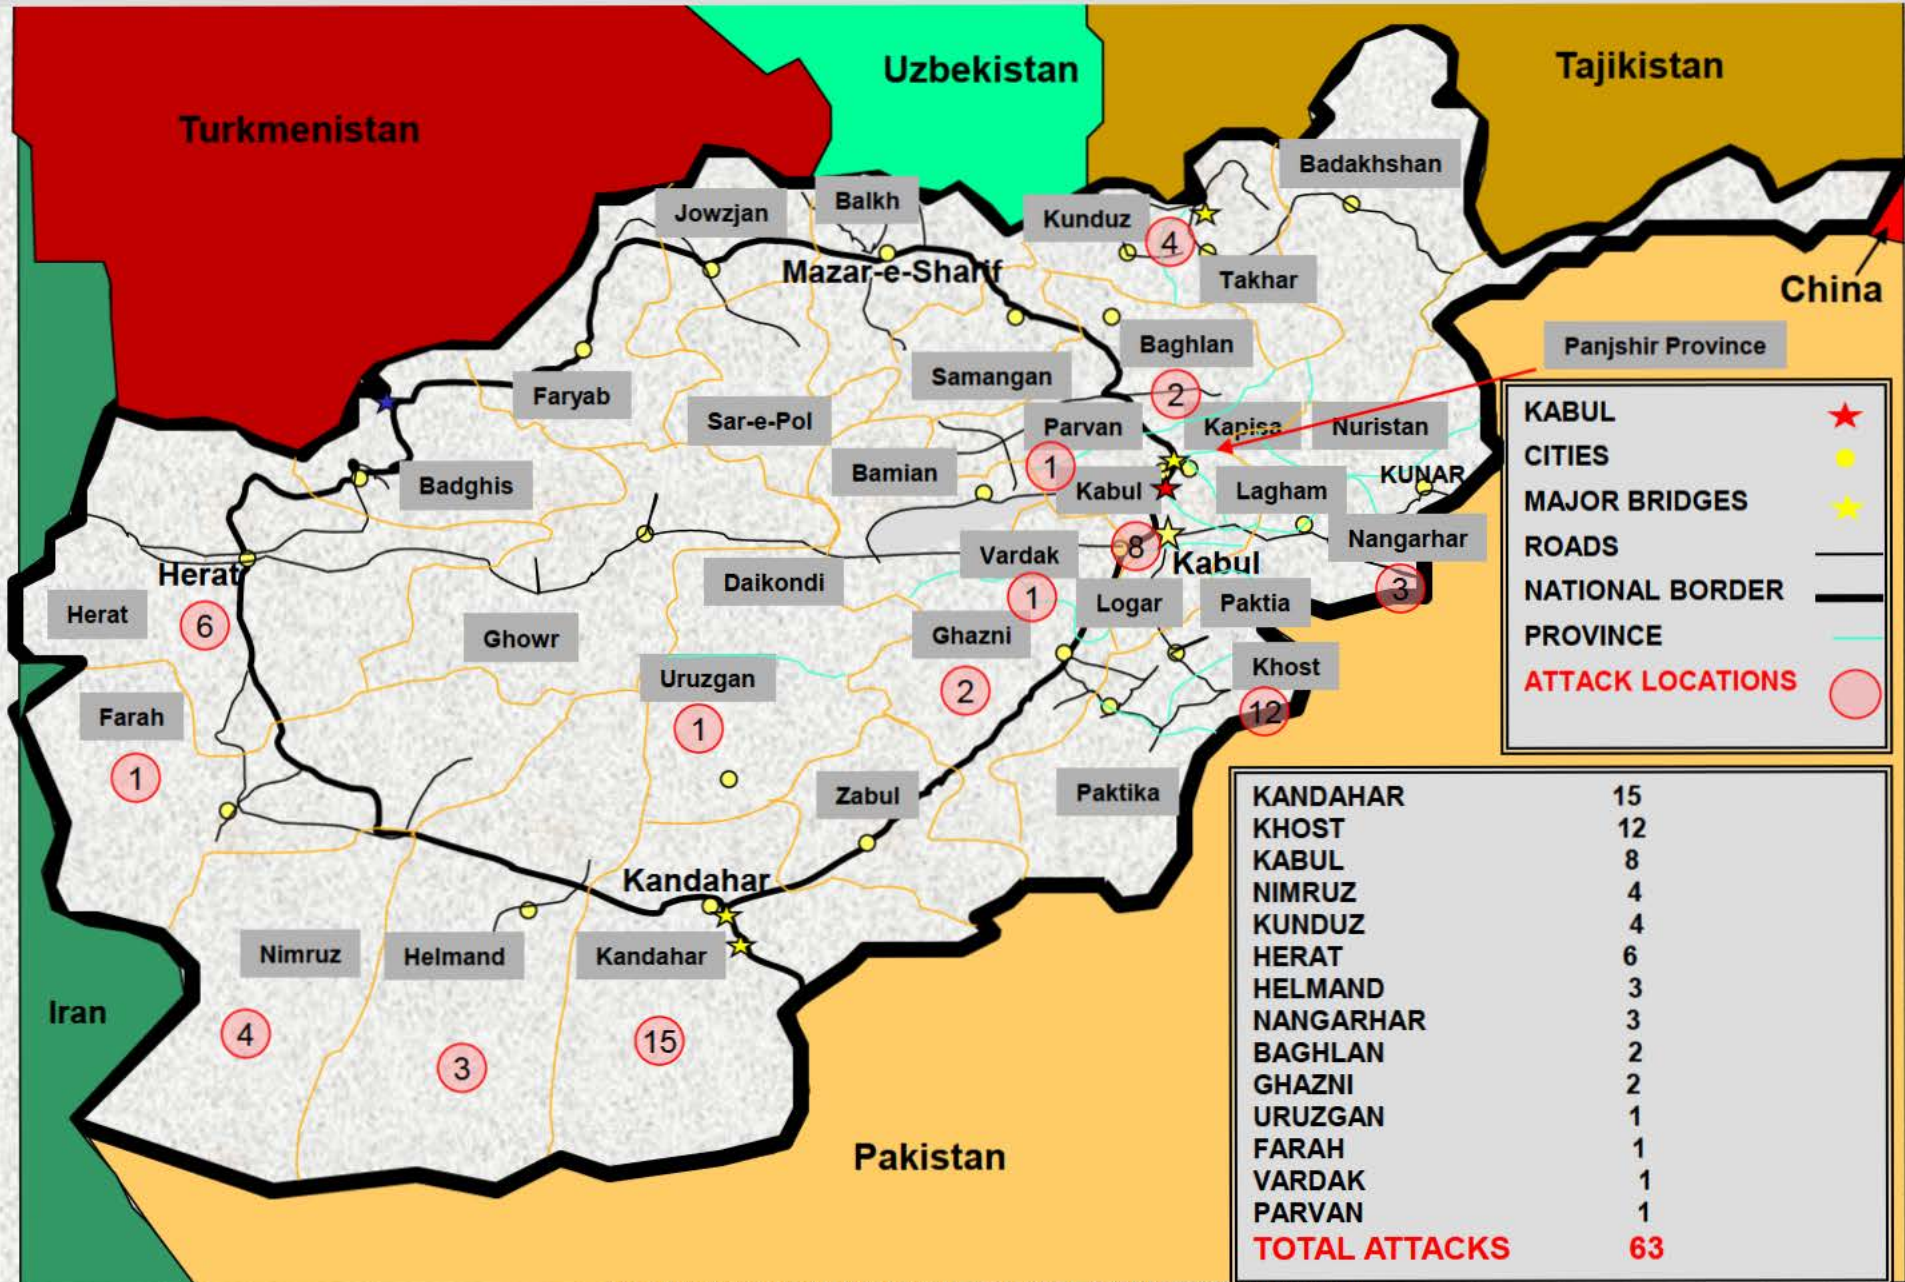 Uzbekistan
Tajikistan
Turkmenistan
Badakhshan
Balkh
Jowzjan
Kunduz
4
Mazar-e-Sharif
Takhar
China
Baghlan
Panjshir Province
Samangan
Faryab
2
Sar-e-Pol
Parvan
Kapisa
Nuristan
1
Bamian
KUNAR
Badghis
Kabul
Lagham
Nangarhar
8
Vardak
Kabul
Herat
Daikondi
3
1
Logar
Paktia
Herat
6
Ghowr
Ghazni
Khost
Uruzgan
2
12
Farah
1
1
Zabul
Paktika
Kandahar
Nimruz
Helmand
Kandahar
Iran
4
15
3
Pakistan
KABUL
CITIES
MAJOR BRIDGES
ROADS
NATIONAL BORDER
PROVINCE
ATTACK LOCATIONS
KANDAHAR 15
KHOST 12
KABUL 8
NIMRUZ 4
KUNDUZ 4
HERAT 6
HELMAND 3
NANGARHAR 3
BAGHLAN 2
GHAZNI 2
URUZGAN 1
FARAH 1
VARDAK 1
PARVAN 1
TOTAL ATTACKS 63